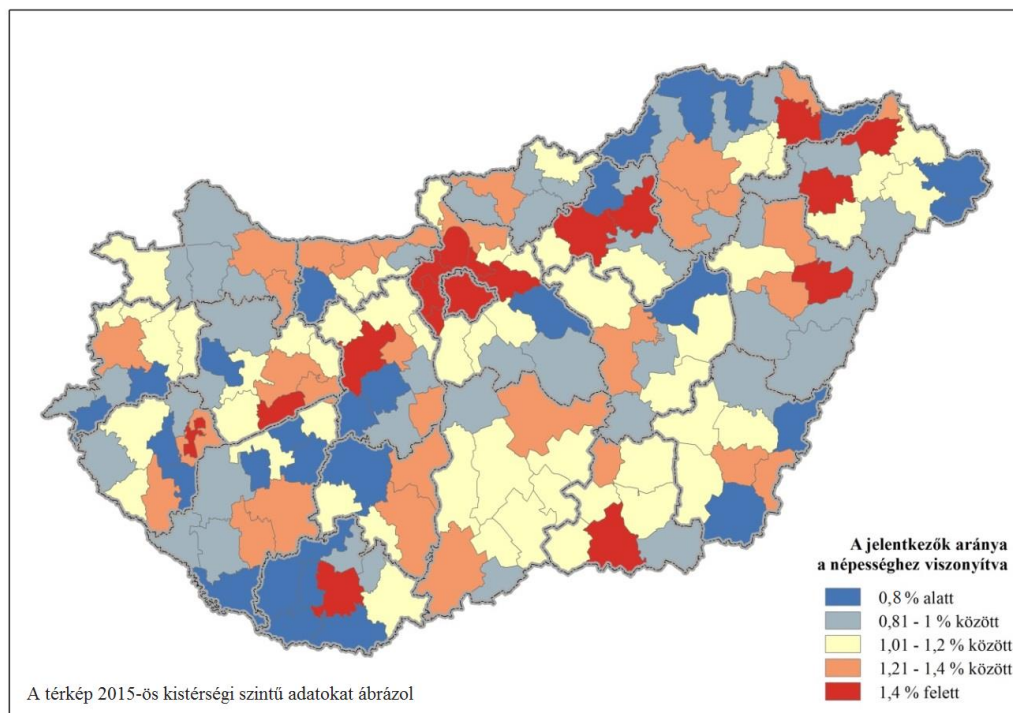 A jelentkezők aránya
a népességhez viszonyítva
0,8 % alatt
0,81 - 1 % között
1,01 - 1,2 % között
1,21 - 1,4 % között
1,4 % felett
A térkép 2015-ös kistérségi szintű adatokat ábrázol